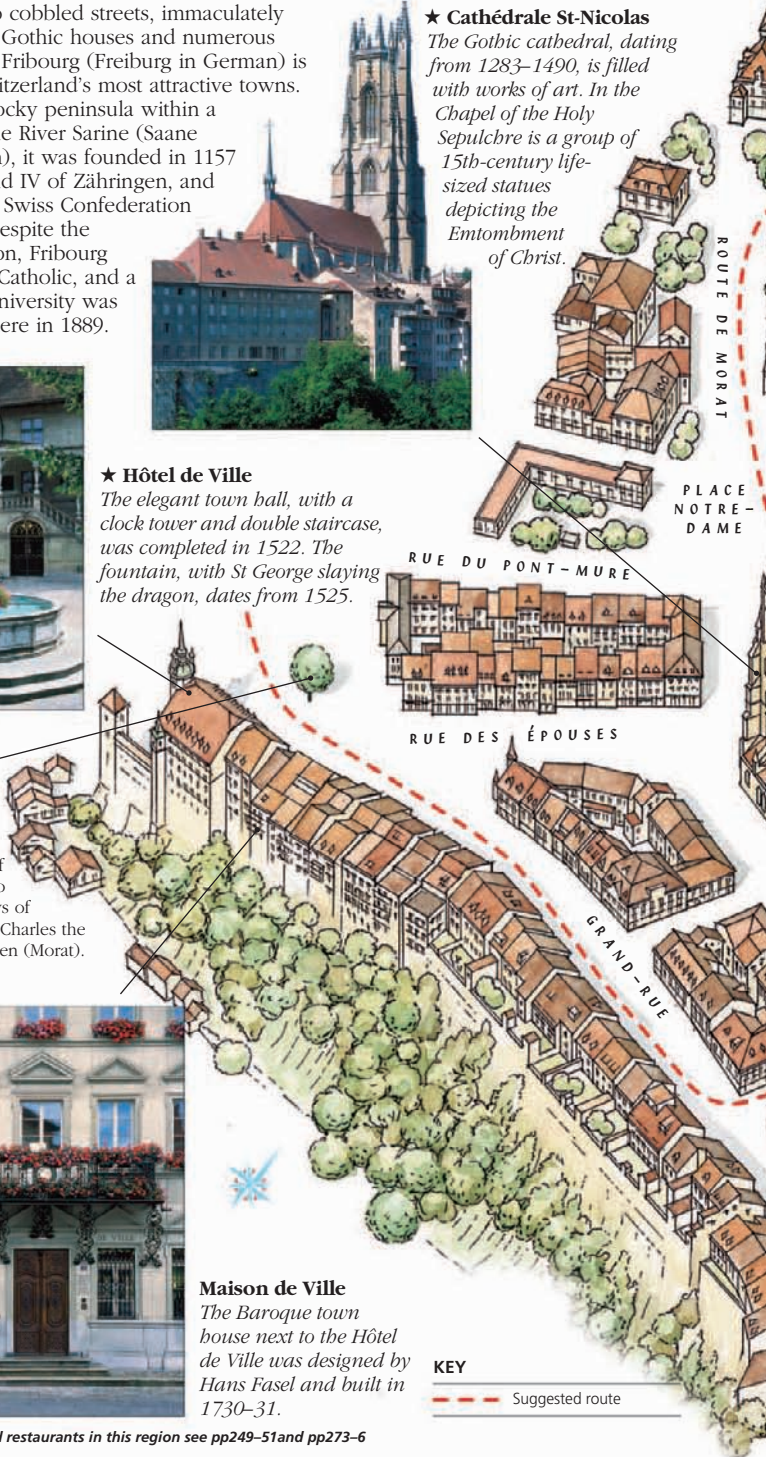 cobbled streets, immaculately
Gothic houses and numerous
Fribourg (Freiburg in German) is
itzerland's most attractive towns.
ocky peninsula within a
e River Sarine (Saane
), it was founded in 1157
d IV of Zähringen, and
Swiss Confederation
espite the
on, Fribourg
Catholic, and a
niversity was
ere in 1889.
★ Cathédrale St-Nicolas
The Gothic cathedral, dating
from 1283–1490, is filled
with works of art. In the
Chapel of the Holy
Sepulchre is a group of
15th-century life-
sized statues
depicting the
Emtombment
of Christ.
★ Hôtel de Ville
The elegant town hall, with a
clock tower and double staircase,
was completed in 1522. The
fountain, with St George slaying
the dragon, dates from 1525.
ROUTE DE MORAT
PLACE
NOTRE–
DAME
RUE DU PONT–MURE
RUE DES ÉPOUSES
GRAND–RUE
f
o
s of
Charles the
en (Morat).
DE VILLE
Maison de Ville
The Baroque town
house next to the Hôtel
de Ville was designed by
Hans Fasel and built in
1730–31.
KEY
Suggested route
restaurants in this region see pp249–51and pp273–6